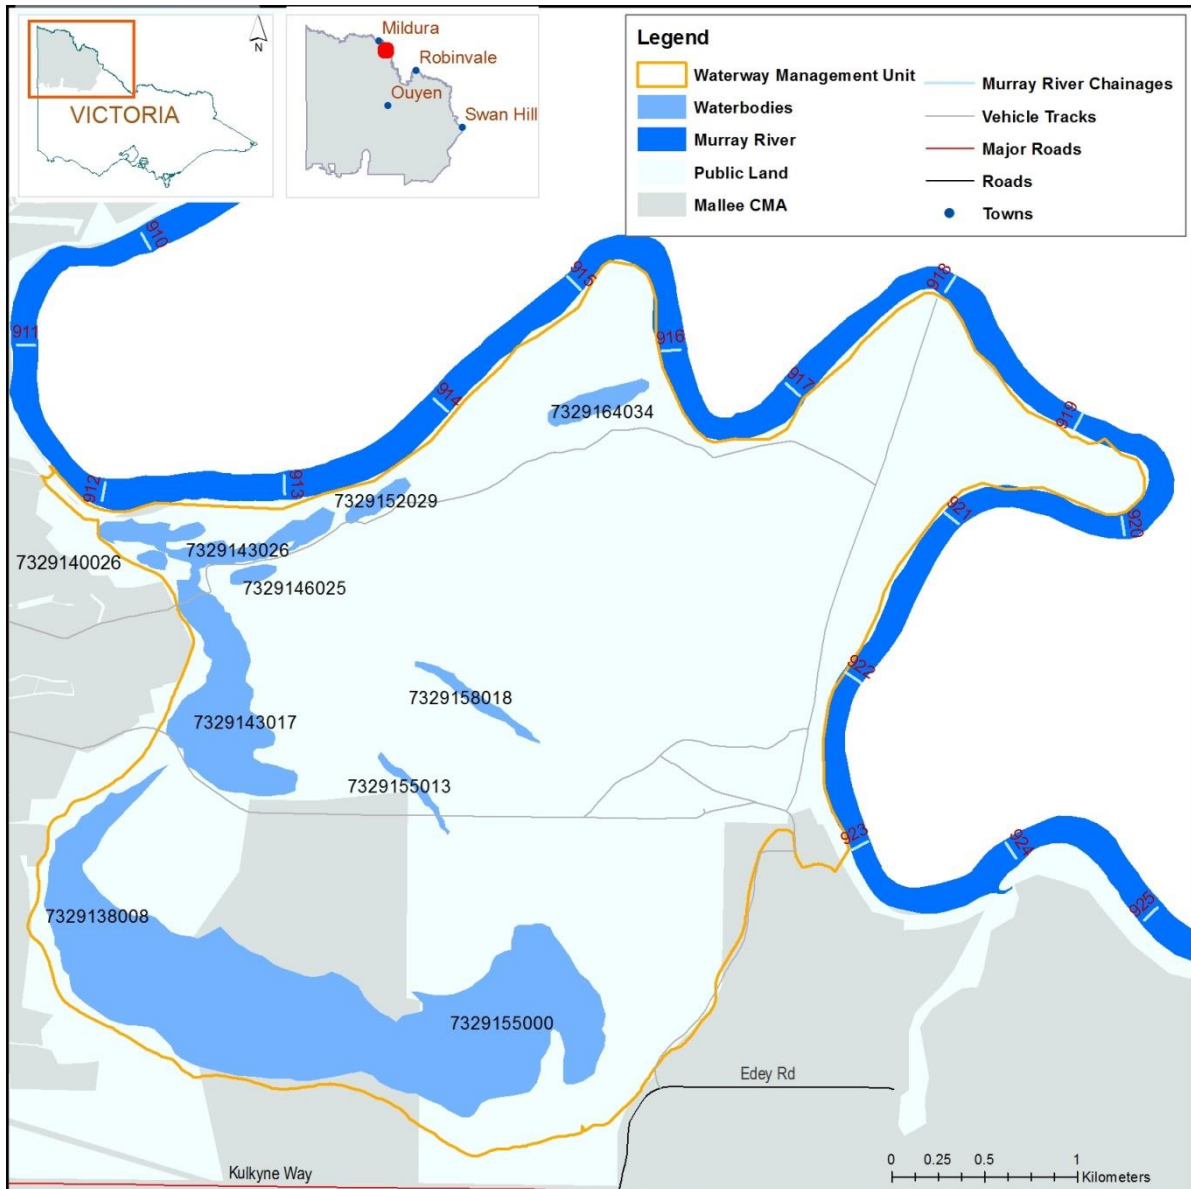 N
VICTORIA
Mildura
Robinvale
Ouyen
Swan Hill
Legend
Waterway Management Unit
Waterbodies
Murray River
Public Land
Mallee CMA
Murray River Chainages
Vehicle Tracks
Major Roads
Roads
Towns
910
911
912
913
914
915
916
917
918
919
920
921
922
923
924
925
7329164034
7329152029
7329143026
7329140026
7329146025
7329158018
7329143017
7329155013
7329138008
7329155000
Edey Rd
Kulkyne Way
0 0.25 0.5 1
Kilometers